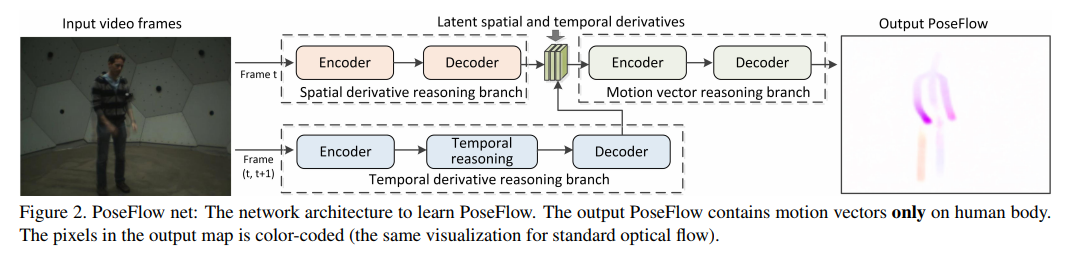 Input video frames
Latent spatial and temporal derivatives
Output PoseFlow
Frame t
Encoder
Decoder
Spatial derivative reasoning branch
Encoder
Decoder
Motion vector reasoning branch
Frame
(t, t+1)
Encoder
Temporal
reasoning
Decoder
Temporal derivative reasoning branch
Figure 2. PoseFlow net: The network architecture to learn PoseFlow. The output PoseFlow contains motion vectors only on human body.
The pixels in the output map is color-coded (the same visualization for standard optical flow).